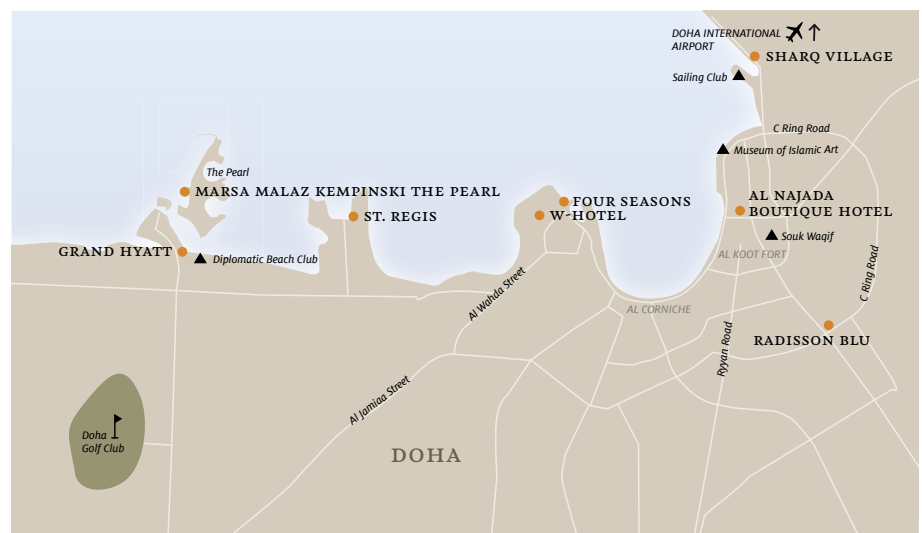 DOHA INTERNATIONAL
AIRPORT
SHARQ VILLAGE
Sailing Club
C Ring Road
Museum of Islamic Art
The Pearl
MARSA MALAZ KEMPINSKI THE PEARL
ST. REGIS
FOUR SEASONS
W-HOTEL
AL NAJADA
BOUTIQUE HOTEL
Souk Waqif
AL KOOT FORT
GRAND HYATT
Diplomatic Beach Club
C Ring Road
Al Wahda Street
AL CORNICHE
Ryyan Road
RADISSON BLU
Al Jamiaa Street
Doha
Golf Club
DOHA